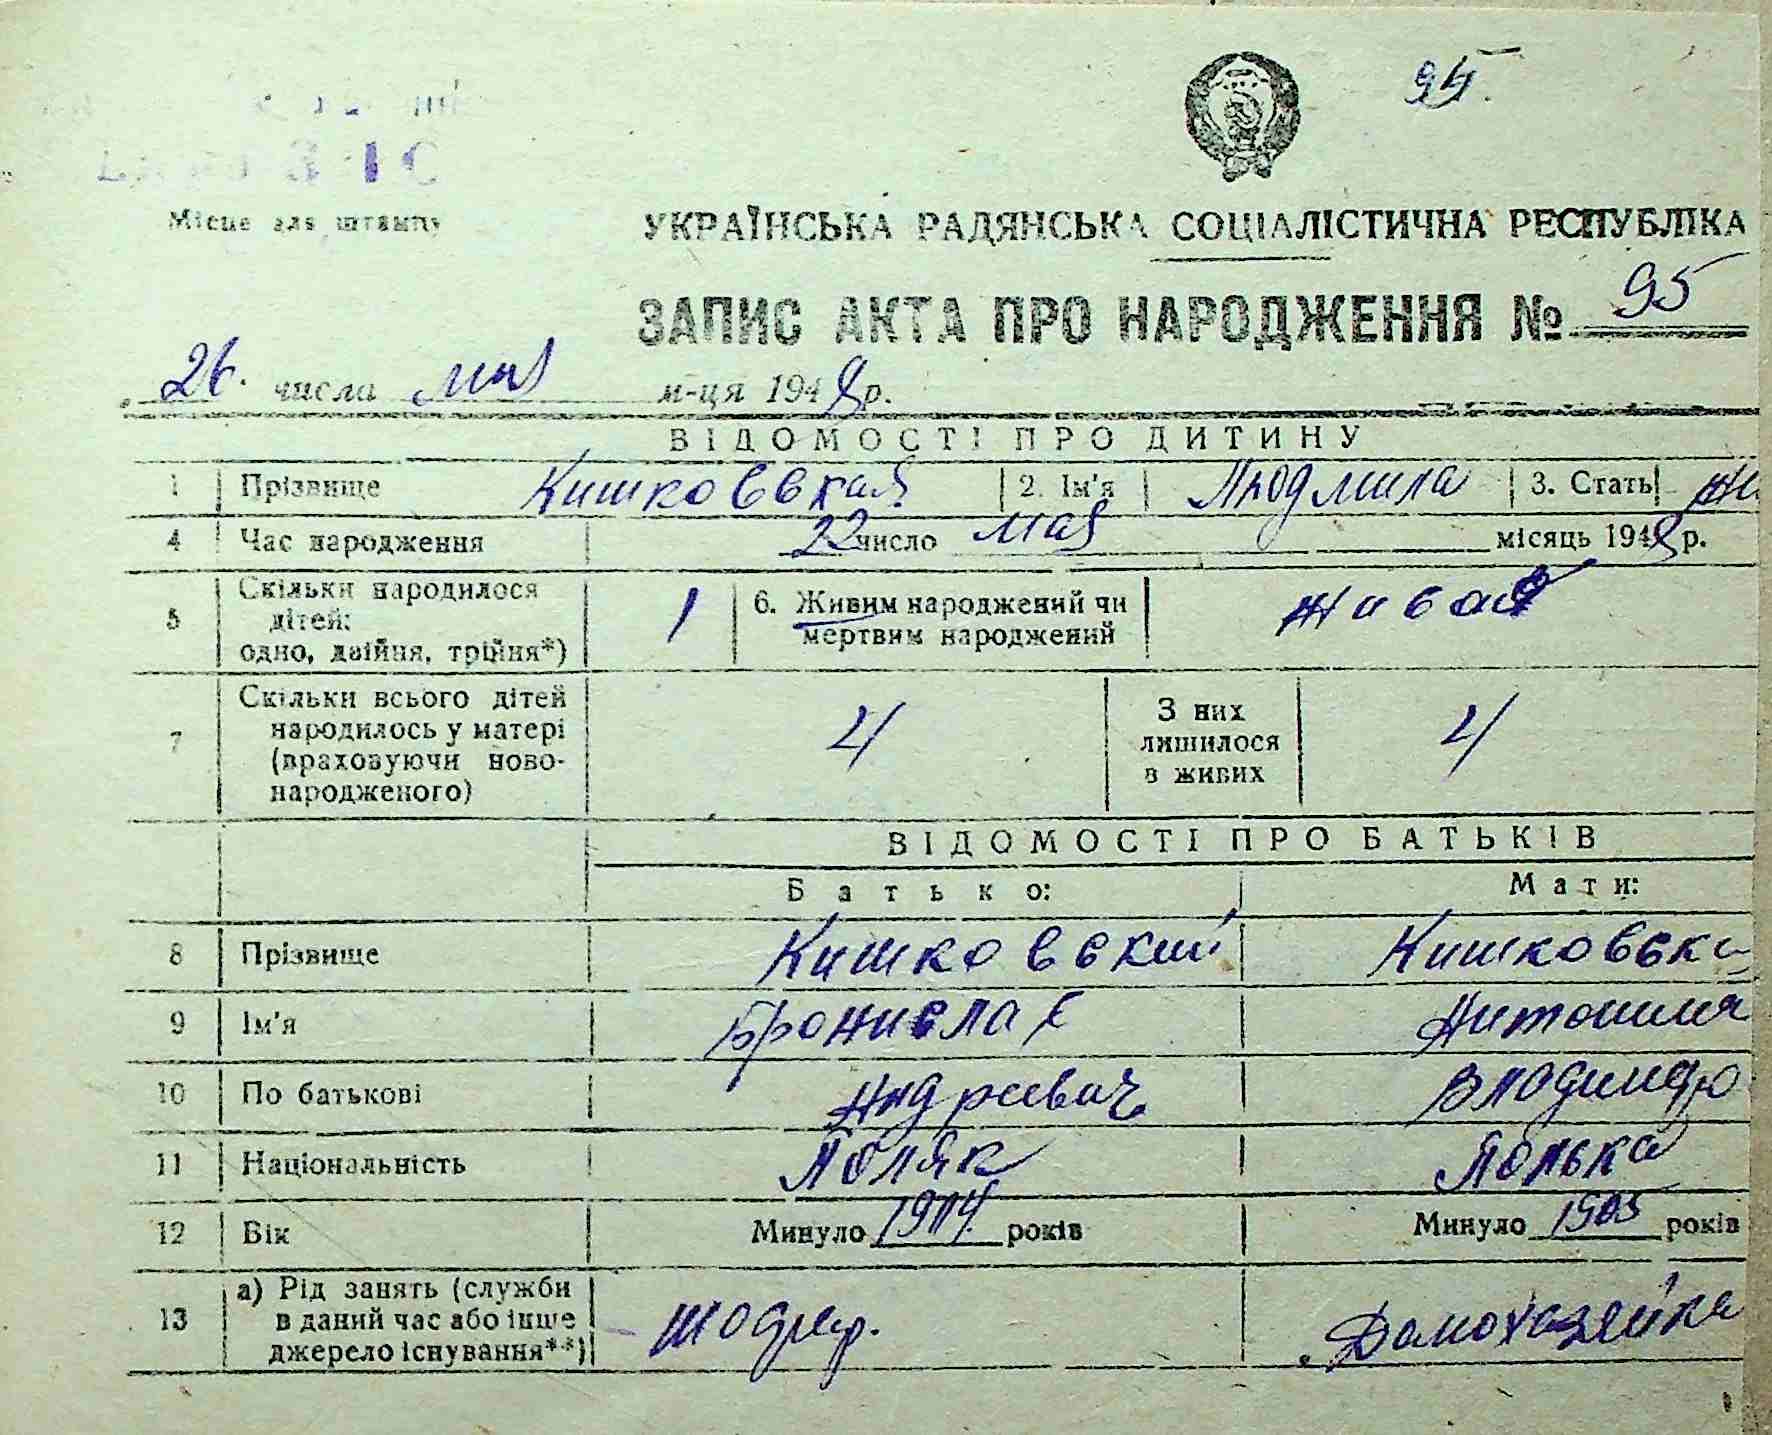 95.
Місце для штампу
УКРАЇНСЬКА РАДЯНСЬКА СОЦІАЛІСТИЧНА РЕСПУБЛІКА
ЗАПИС АКТА ПРО НАРОДЖЕННЯ № 95
26. числа мая м-ця 1948 р.
ВІДОМОСТІ ПРО ДИТИНУ
1 Прізвище Кишковская 2. Ім'я Людмила 3. Стать
4 Час народження 22 число мая місяць 1948 р.
5 Скільки народилося
дітей:
одно, двійня, трійня*) 1 6. Живим народжений чи
мертвим народжений живая
7 Скільки всього дітей
народилось у матері
(враховуючи ново-
народженого) 4 З них
лишилося
в живих 4
ВІДОМОСТІ ПРО БАТЬКІВ
Батько: Мати:
8 Прізвище Кишковский Кишковска
9 Ім'я Бронислав Антонина
10 По батькові Андреевич Владимир
11 Національність Поляк Полька
12 Вік Минуло 1904 років Минуло 1905 років
13 а) Рід занять (служби
в даний час або інше
джерело існування**) Домохазяйка